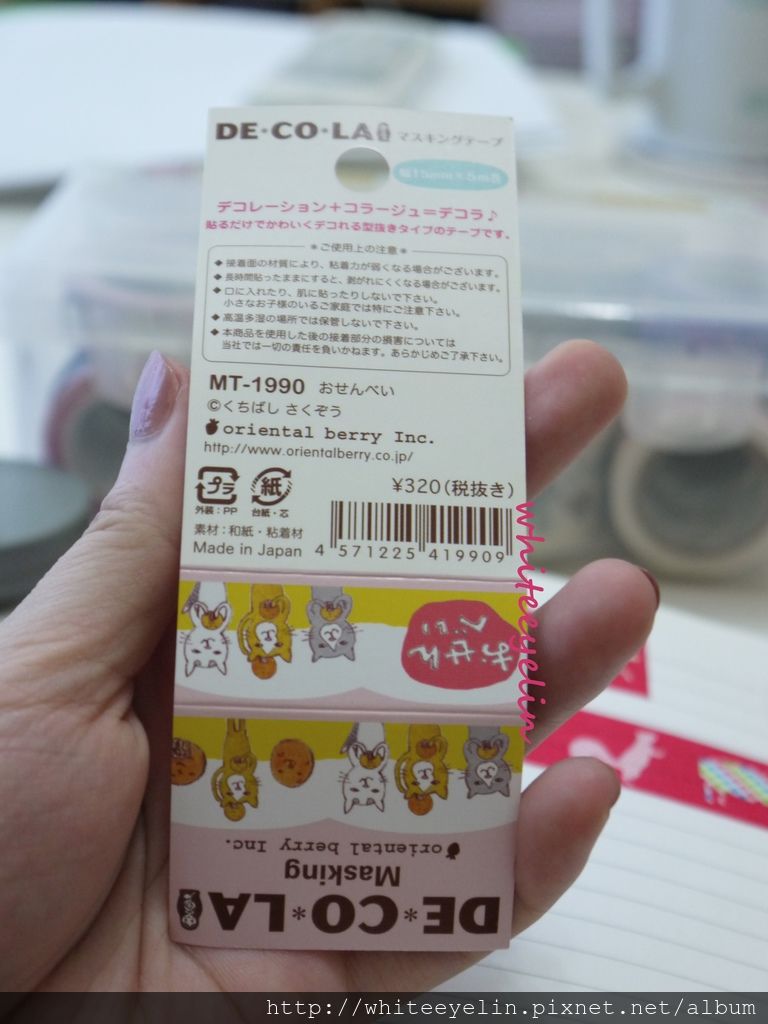 DE・CO・LA マスキングテープ
幅15mm×5m巻
デコレーション＋コラージュ＝デコラ♪
貼るだけでかわいくデコれる型抜きタイプのテープです。
＊ご使用上の注意＊
◆接着面の材質により、粘着力が弱くなる場合がございます。
◆長時間貼ったままにすると、剥がれにくくなる場合がございます。
◆口に入れたり、肌に貼ったりしないで下さい。
小さなお子様のいるご家庭では特にご注意下さい。
◆高温多湿の場所では保管しないで下さい。
◆本商品を使用した後の接着部分の損害については
当社では一切の責任を負いかねます。あらかじめご了承下さい。
MT-1990 おせんべい
©くちばし さくぞう
oriental berry Inc.
http://www.orientalberry.co.jp/
プラ 紙
外装：PP 台紙・芯
¥320(税抜き)
素材：和紙・粘着材
Made in Japan
4 571225 419909
おせん
べい
oriental berry Inc.
Masking
DE＊CO＊LA
whiteeyelin
http://whiteeyelin.pixnet.net/album